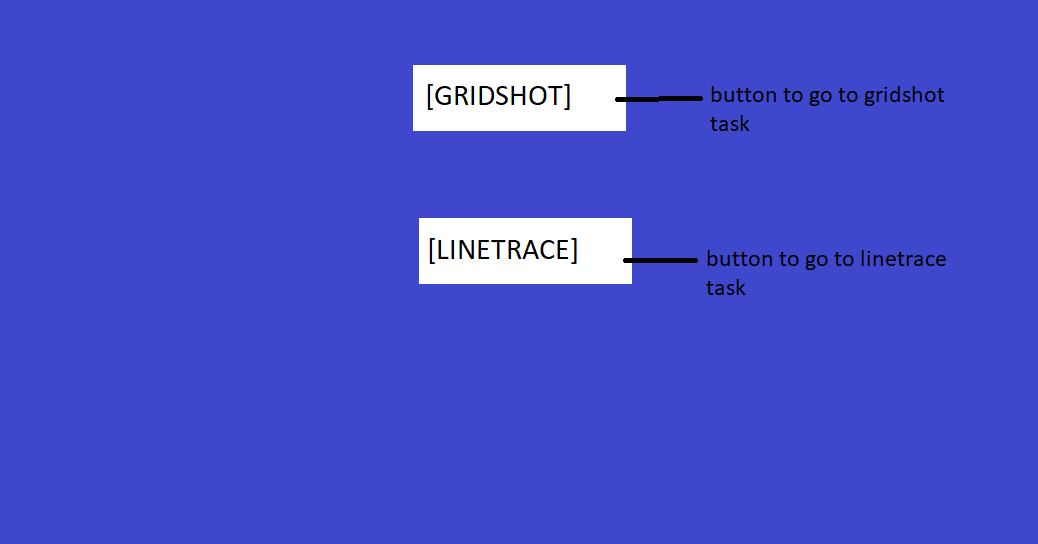 [GRIDSHOT]
button to go to gridshot
task
[LINETRACE]
button to go to linetrace
task